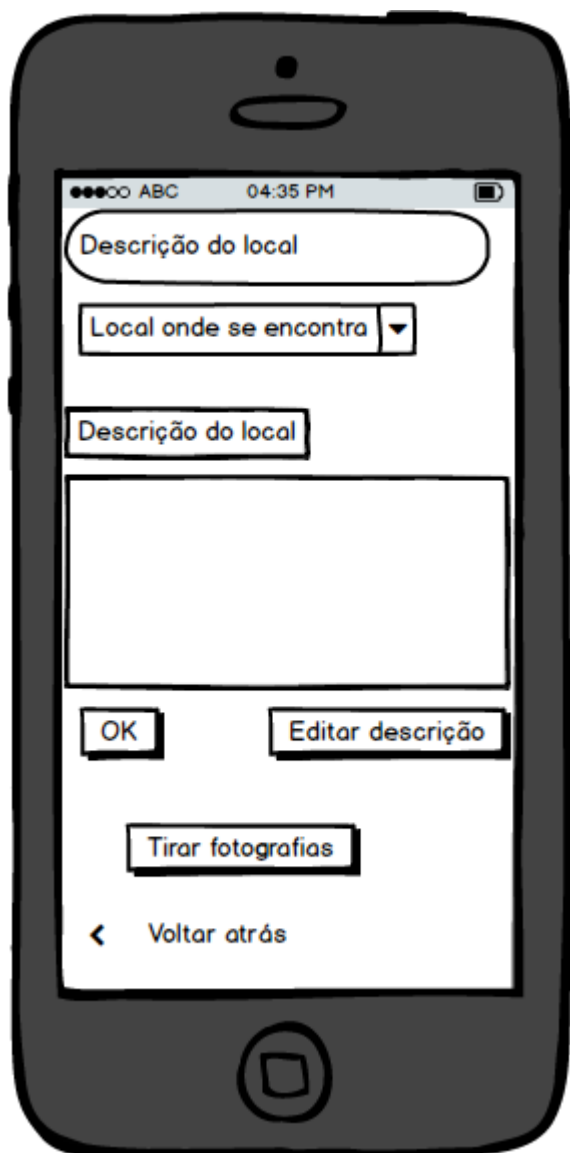 ABC 04:35 PM
Descrição do local
Local onde se encontra
Descrição do local
OK Editar descrição
Tirar fotografias
Voltar atrás